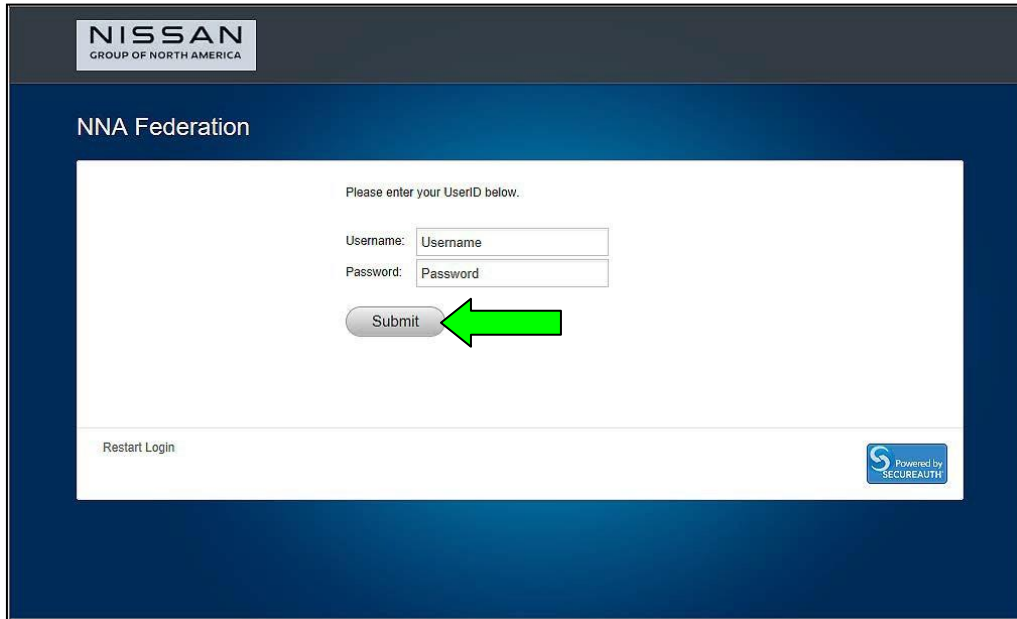 NISSAN
GROUP OF NORTH AMERICA
NNA Federation
Please enter your UserID below.
Username: Username
Password: Password
Submit
Restart Login
Powered by
SECUREAUTH